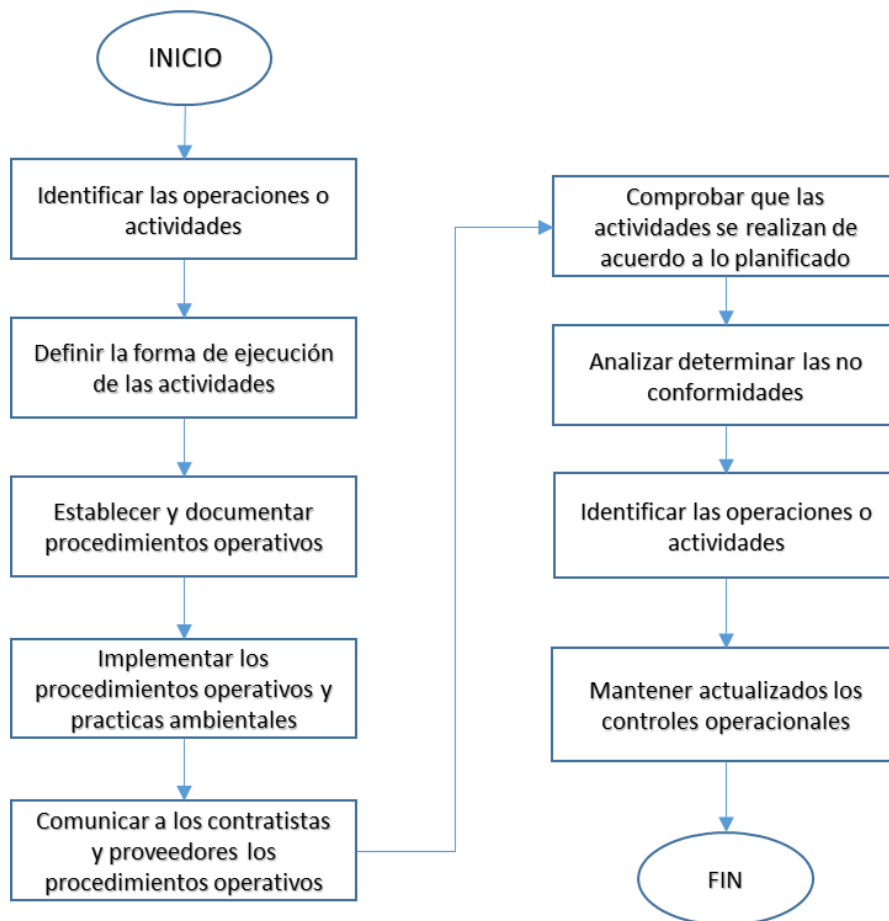 INICIO
Identificar las operaciones o
actividades
Definir la forma de ejecución
de las actividades
Establecer y documentar
procedimientos operativos
Implementar los
procedimientos operativos y
practicas ambientales
Comunicar a los contratistas
y proveedores los
procedimientos operativos
Comprobar que las
actividades se realizan de
acuerdo a lo planificado
Analizar determinar las no
conformidades
Identificar las operaciones o
actividades
Mantener actualizados los
controles operacionales
FIN